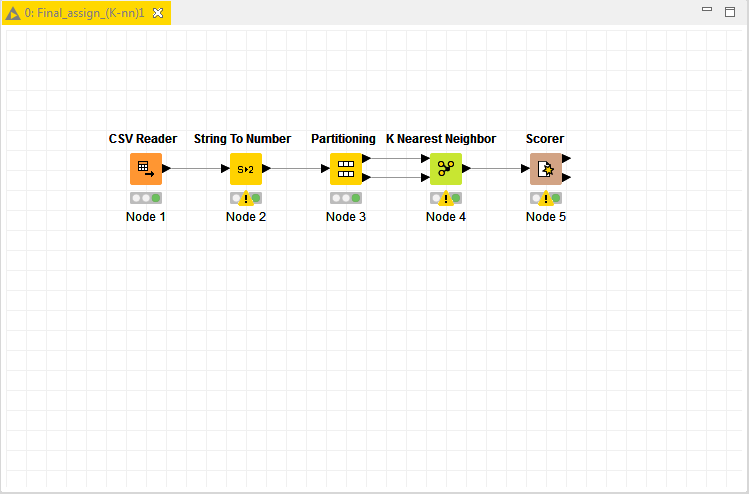 0: Final_assign_(K-nn)1
CSV Reader String To Number Partitioning K Nearest Neighbor Scorer
S 2
Node 1 Node 2 Node 3 Node 4 Node 5